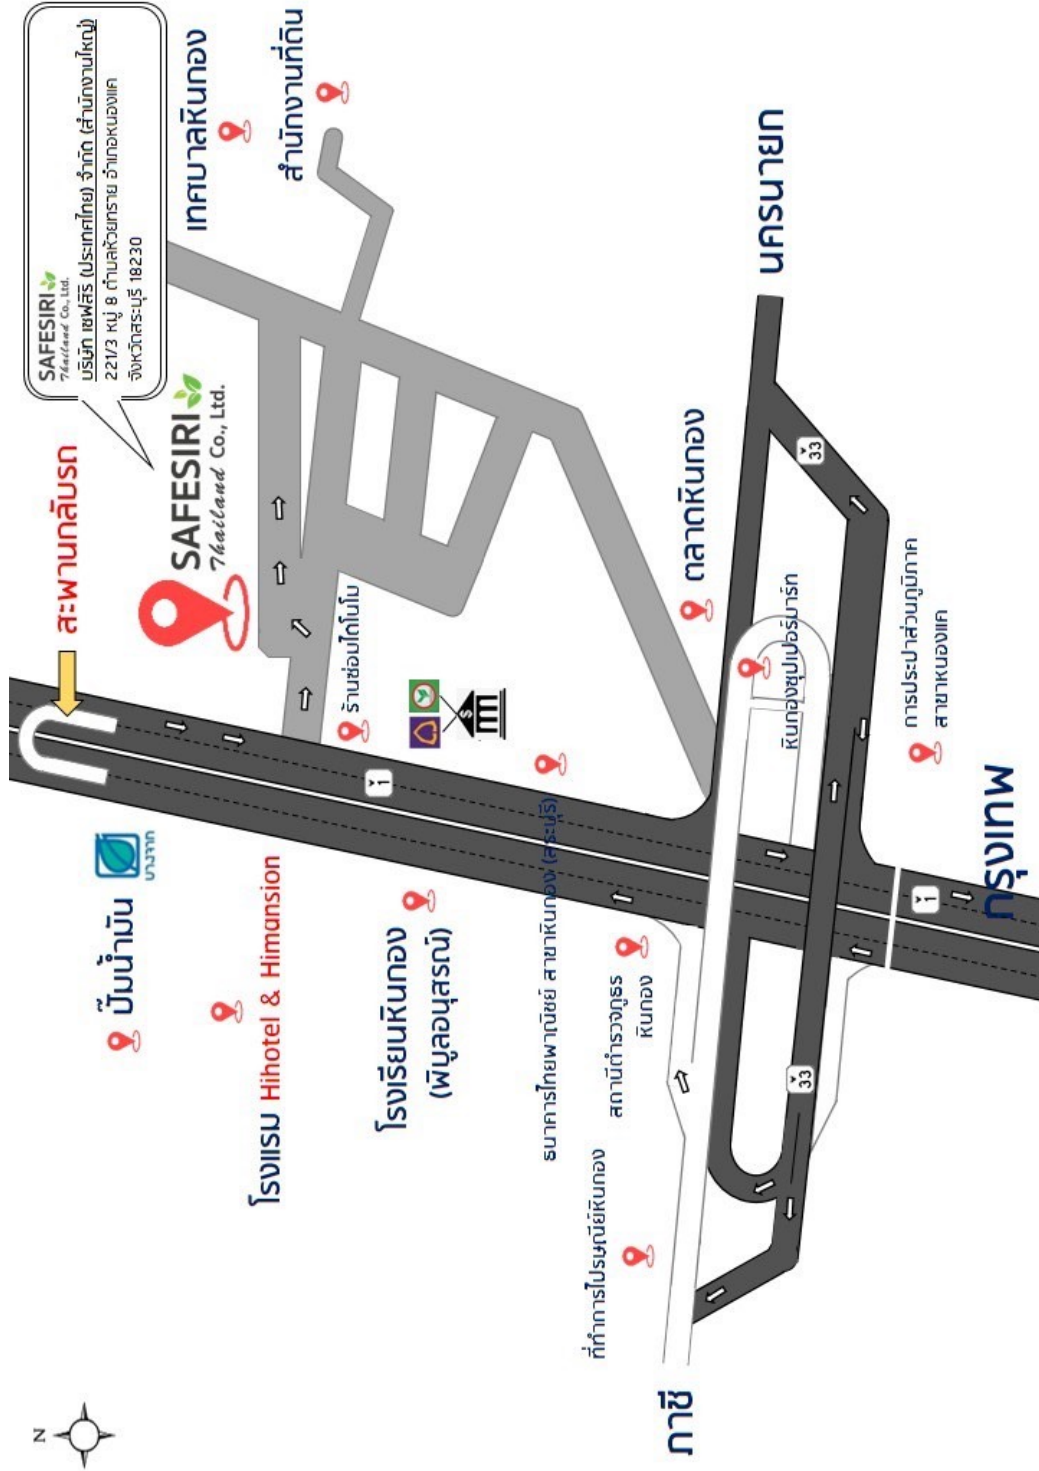 SAFESIRI
Thailand Co., Ltd.
บริษัท เซฟสิริ (ประเทศไทย) จำกัด (สำนักงานใหญ่)
221/3 หมู่ 8 ตำบลห้วยทราย อำเภอหนองแค
จังหวัดสระบุรี 18230
เทศบาลหินกอง
สำนักงานที่ดิน
สะพานกลับรถ
SAFESIRI
Thailand Co., Ltd.
ร้านซ่อมไดโนโม
ปั๊มน้ำมัน
บางจาก
โรงแรม Hihotel & Himansion
โรงเรียนหินกอง
(พิบูลอนุสรณ์)
1
ธนาคารไทยพาณิชย์ สาขาหินกอง (สระบุรี)
สถานีตำรวจภูธร
หินกอง
ที่ทำการไปรษณีย์หินกอง
ภาชี
ตลาดหินกอง
นครนายก
หินกองซุปเปอร์มาร์ท
33
33
การประปาส่วนภูมิภาค
สาขาหนองแค
1
กรุงเทพ
N
$